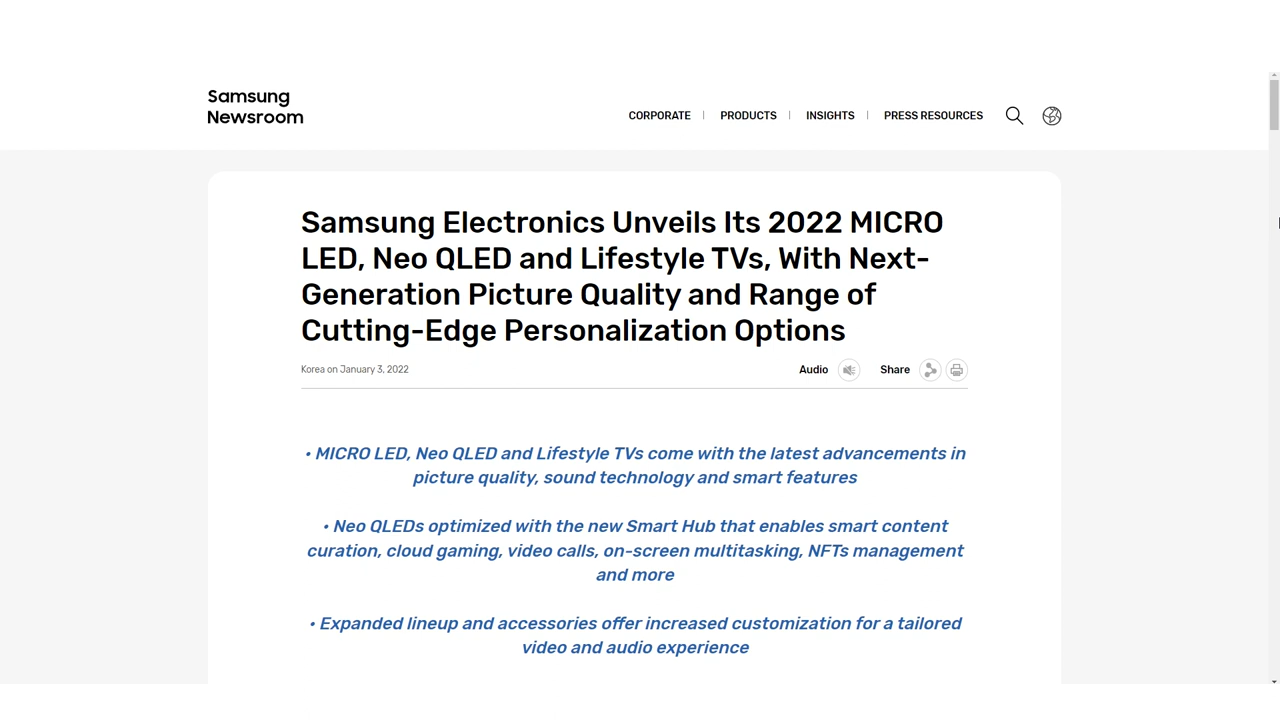 Samsung
Newsroom
CORPORATE
PRODUCTS
INSIGHTS
PRESS RESOURCES
Samsung Electronics Unveils Its 2022 MICRO
LED, Neo QLED and Lifestyle TVs, With Next-
Generation Picture Quality and Range of
Cutting-Edge Personalization Options
Korea on January 3, 2022
Audio
Share
• MICRO LED, Neo QLED and Lifestyle TVs come with the latest advancements in
picture quality, sound technology and smart features
• Neo QLEDs optimized with the new Smart Hub that enables smart content
curation, cloud gaming, video calls, on-screen multitasking, NFTs management
and more
• Expanded lineup and accessories offer increased customization for a tailored
video and audio experience